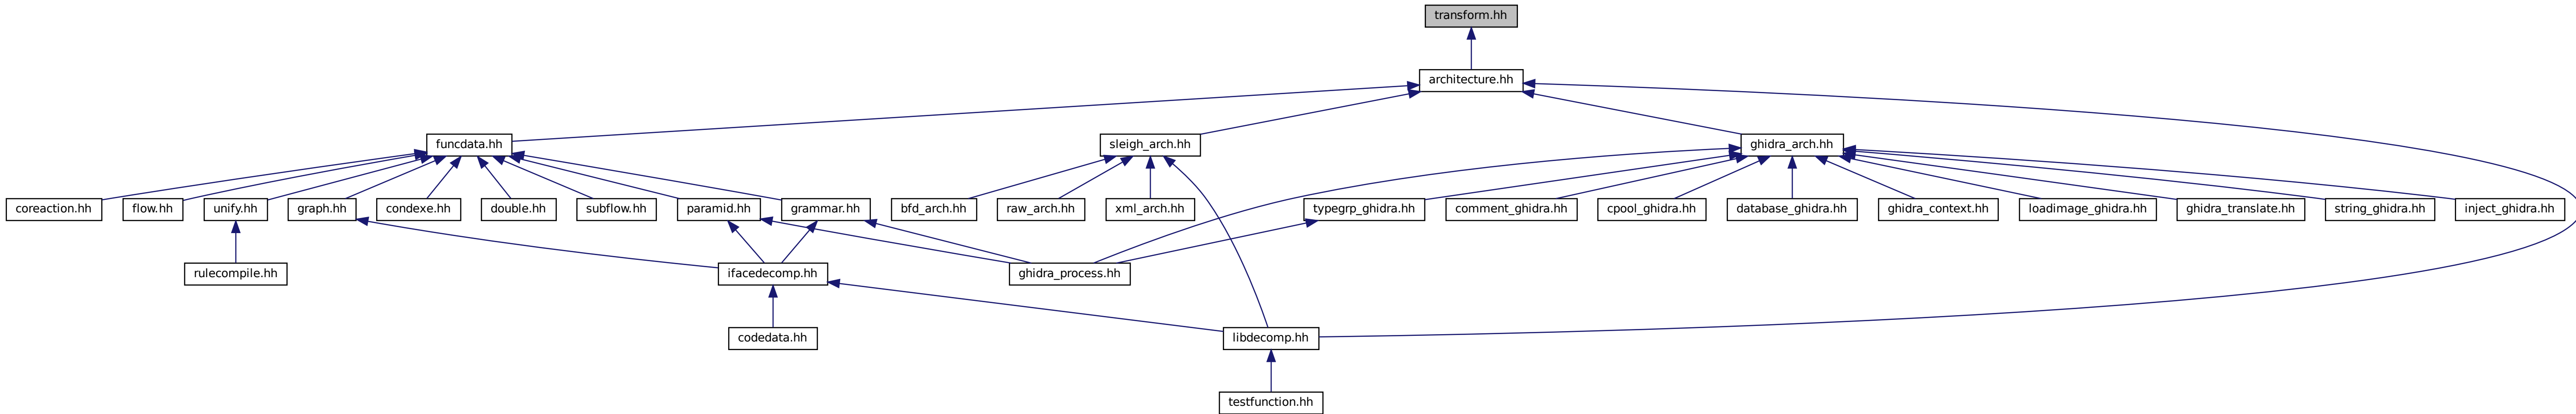 transform.hh
architecture.hh
funcdata.hh
sleigh_arch.hh
ghidra_arch.hh
coreaction.hh
flow.hh
unify.hh
graph.hh
condexe.hh
double.hh
subflow.hh
paramid.hh
grammar.hh
bfd_arch.hh
raw_arch.hh
xml_arch.hh
typegrp_ghidra.hh
comment_ghidra.hh
cpool_ghidra.hh
database_ghidra.hh
ghidra_context.hh
loadimage_ghidra.hh
ghidra_translate.hh
string_ghidra.hh
inject_ghidra.hh
rulecompile.hh
ifacedecomp.hh
ghidra_process.hh
codedata.hh
libdecomp.hh
testfunction.hh